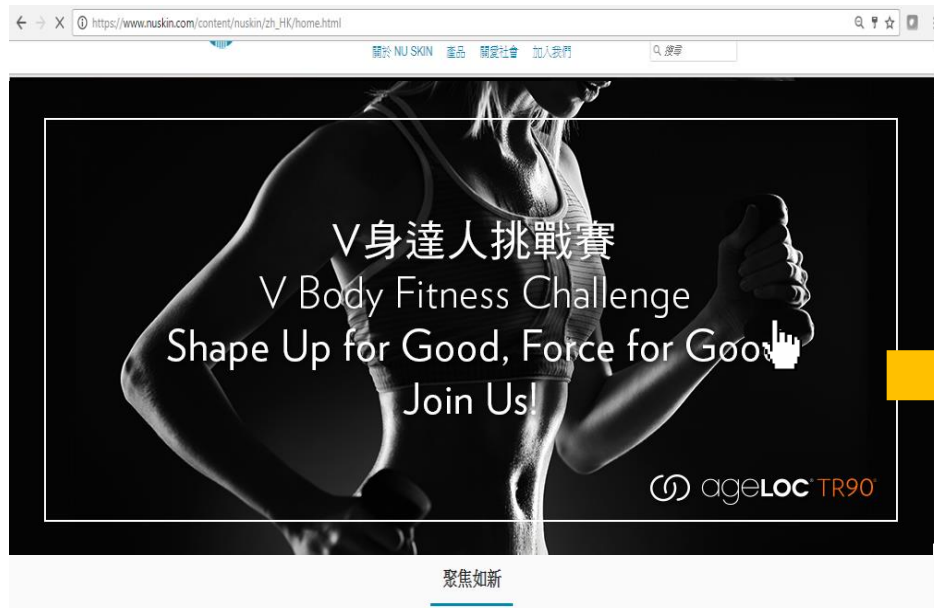 https://www.nuskin.com/content/nuskin/zh_HK/home.html
關於 NU SKIN 產品 關愛社會 加入我們 搜尋
V身達人挑戰賽
V Body Fitness Challenge
Shape Up for Good, Force for Goo
Join Us!
ageLOC TR90
聚焦如新